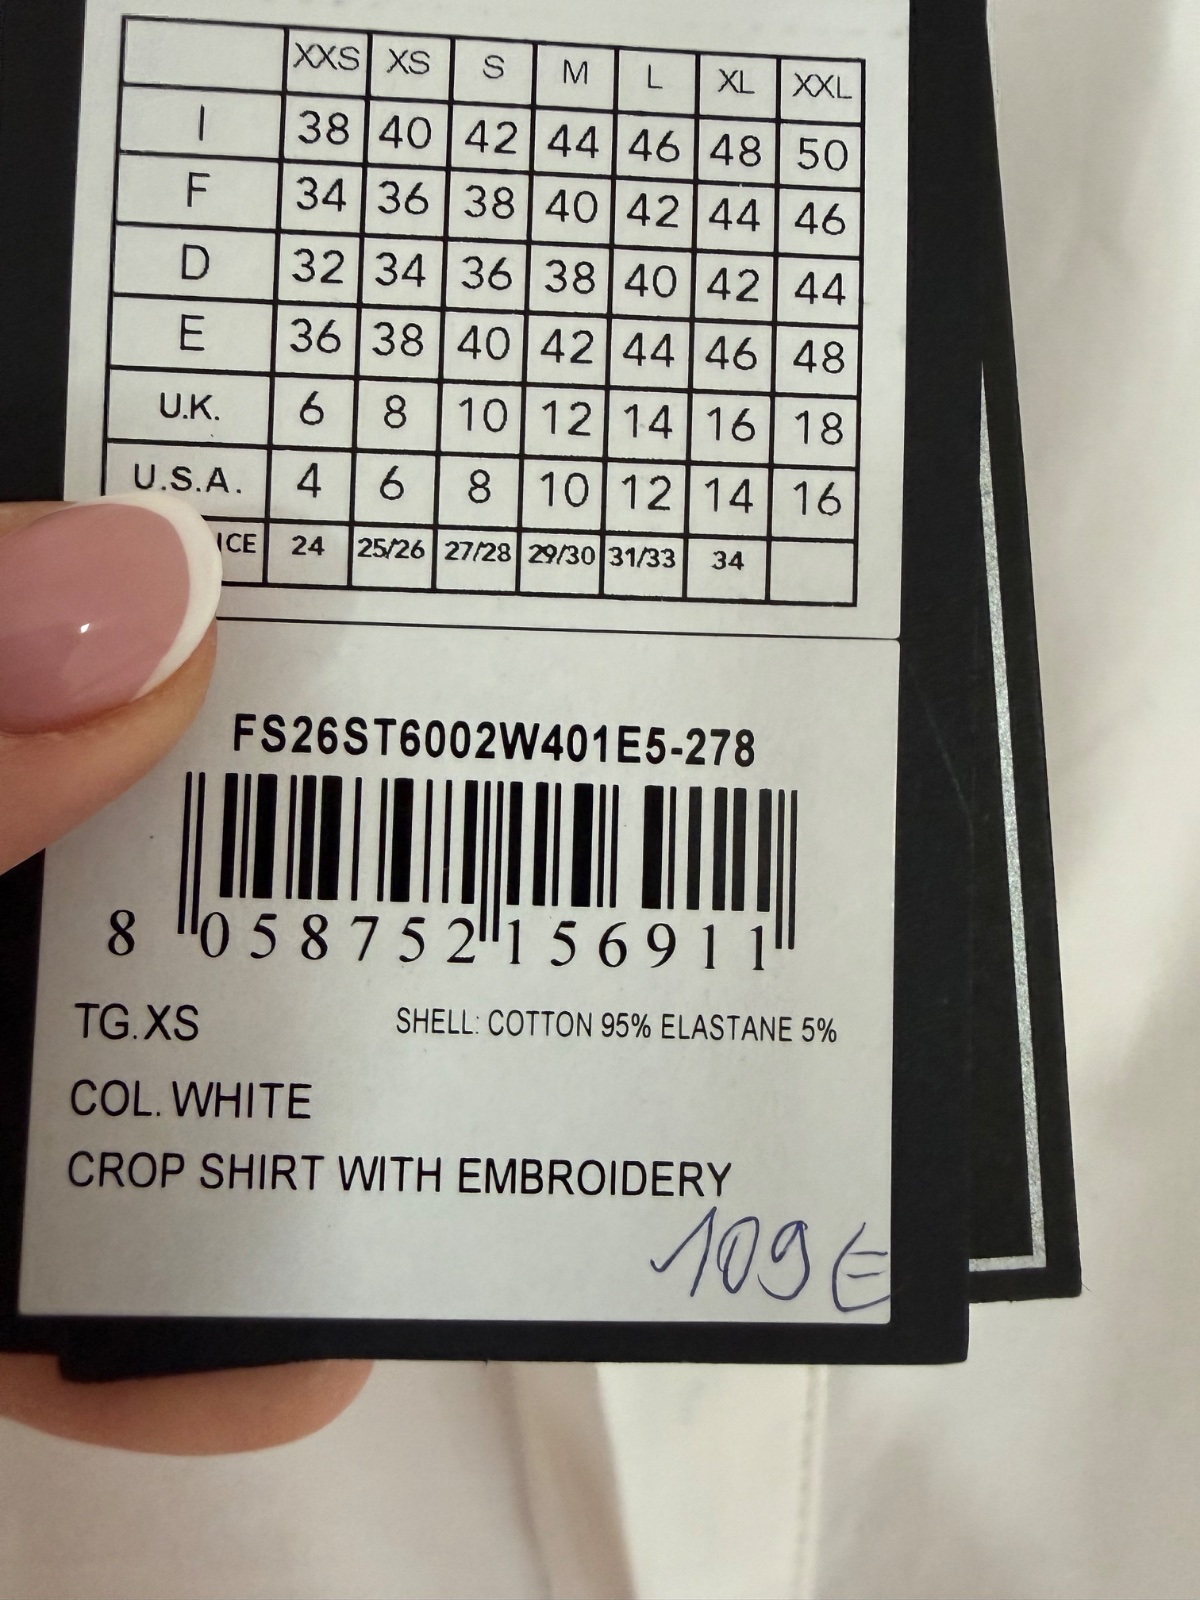 XXS XS S M L XL XXL
I 38 40 42 44 46 48 50
F 34 36 38 40 42 44 46
D 32 34 36 38 40 42 44
E 36 38 40 42 44 46 48
U.K. 6 8 10 12 14 16 18
U.S.A. 4 6 8 10 12 14 16
ICE 24 25/26 27/28 29/30 31/33 34
FS26ST6002W401E5-278
8 058752 156911
TG.XS SHELL: COTTON 95% ELASTANE 5%
COL. WHITE
CROP SHIRT WITH EMBROIDERY
109 €